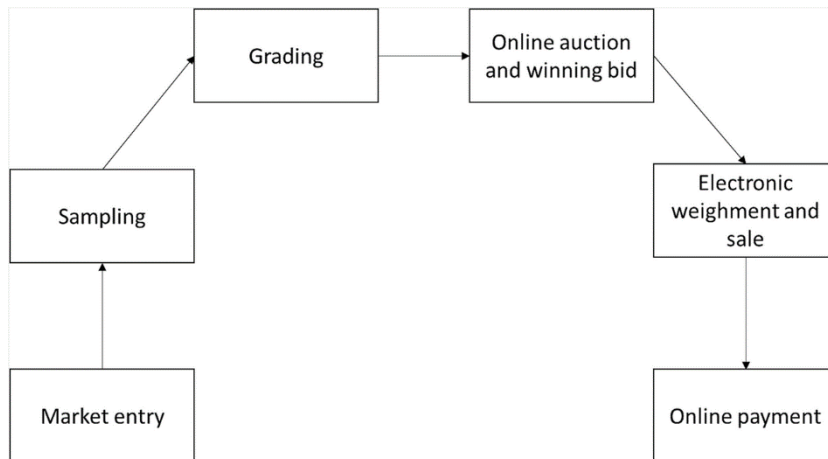 Grading
Online auction
and winning bid
Sampling
Electronic
weighment and
sale
Market entry
Online payment